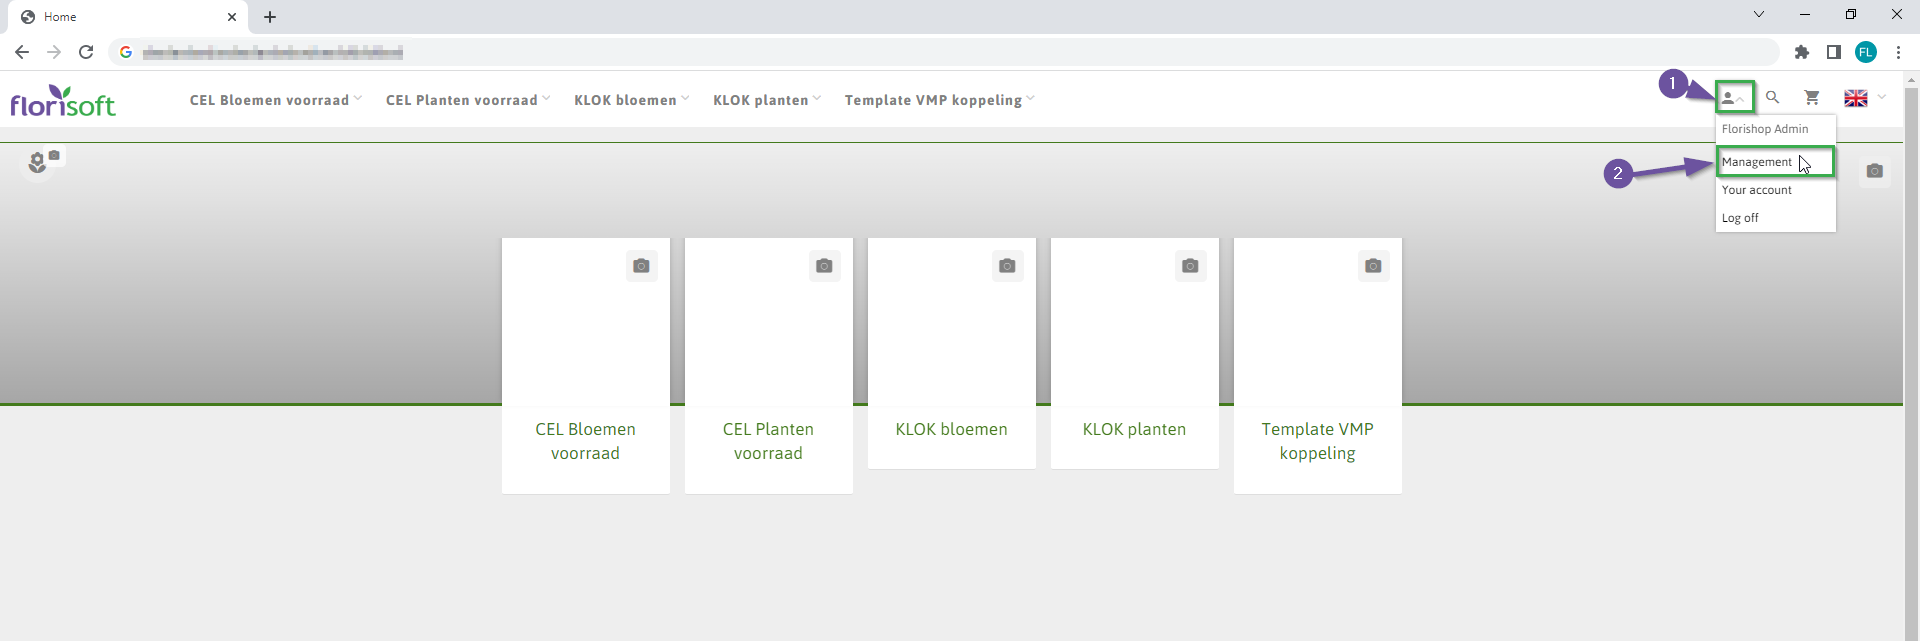 Home
FL
florisoft
CEL Bloemen voorraad
CEL Planten voorraad
KLOK bloemen
KLOK planten
Template VMP koppeling
1
Florishop Admin
2
Management
Your account
Log off
CEL Bloemen
voorraad
CEL Planten
voorraad
KLOK bloemen
KLOK planten
Template VMP
koppeling